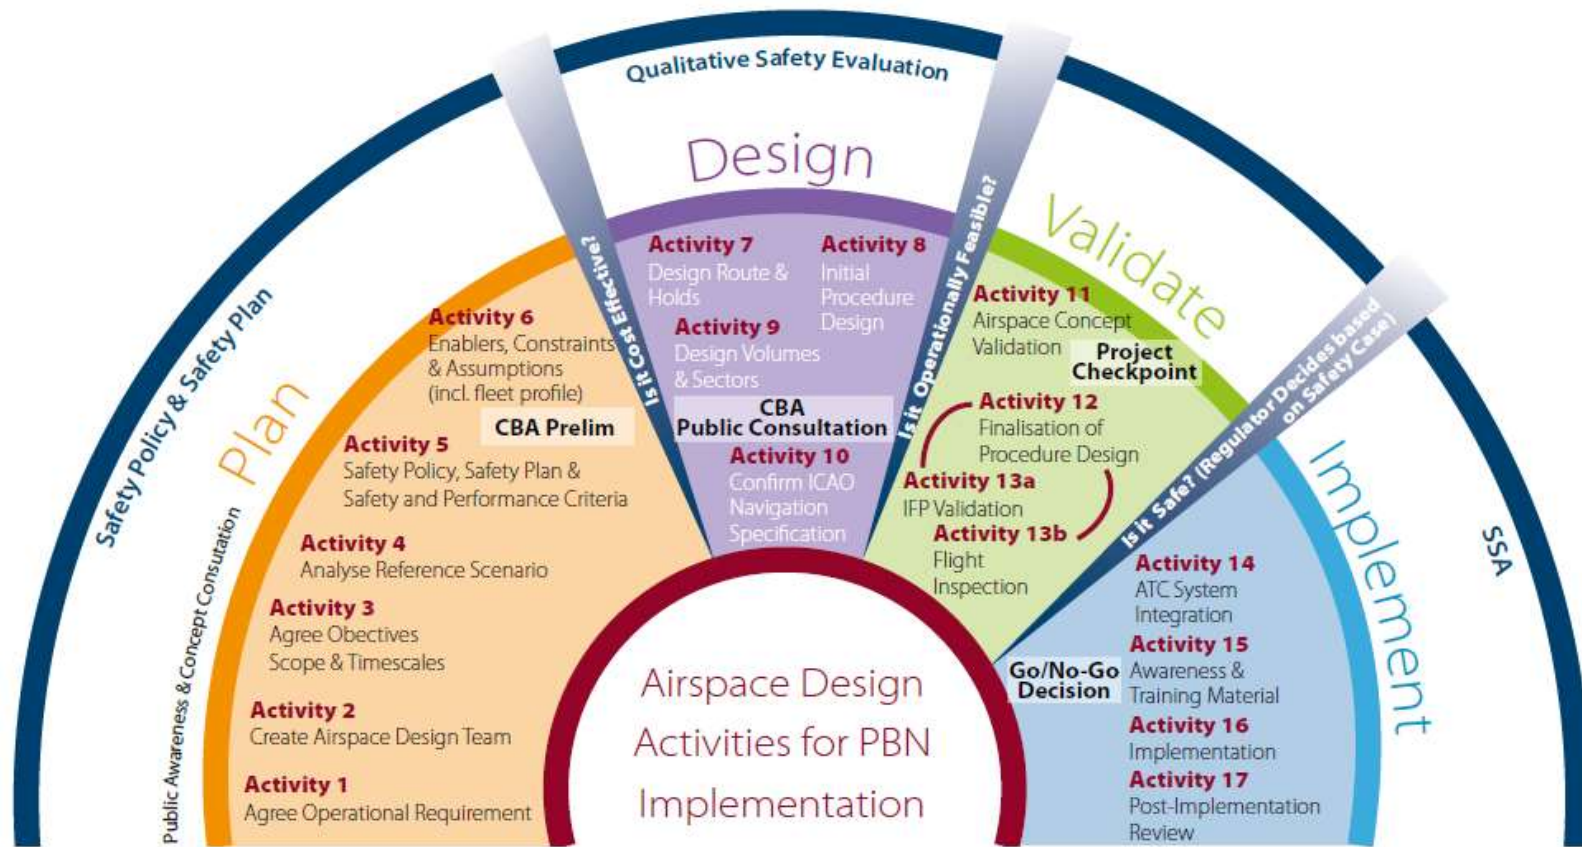 Safety Policy & Safety Plan
Public Awareness & Concept Consutation
Plan
Activity 1
Agree Operational Requirement
Activity 2
Create Airspace Design Team
Activity 3
Agree Obectives
Scope & Timescales
Activity 4
Analyse Reference Scenario
Activity 5
Safety Policy, Safety Plan &
Safety and Performance Criteria
Activity 6
Enablers, Constraints
& Assumptions
(incl. fleet profile)
CBA Prelim
Is it Cost Effective?
Qualitative Safety Evaluation
Design
Activity 7
Design Route &
Holds
Activity 8
Initial
Procedure
Design
Activity 9
Design Volumes
& Sectors
CBA
Public Consultation
Activity 10
Confirm ICAO
Navigation
Specification
Is it Operationally Feasible?
Validate
Activity 11
Airspace Concept
Validation
Project
Checkpoint
Activity 12
Finalisation of
Procedure Design
Activity 13a
IFP Validation
Activity 13b
Flight
Inspection
Is it Safe? (Regulator Decides based
on Safety Case)
Implement
SSA
Activity 14
ATC System
Integration
Go/No-Go
Decision
Activity 15
Awareness &
Training Material
Activity 16
Implementation
Activity 17
Post-Implementation
Review
Airspace Design
Activities for PBN
Implementation